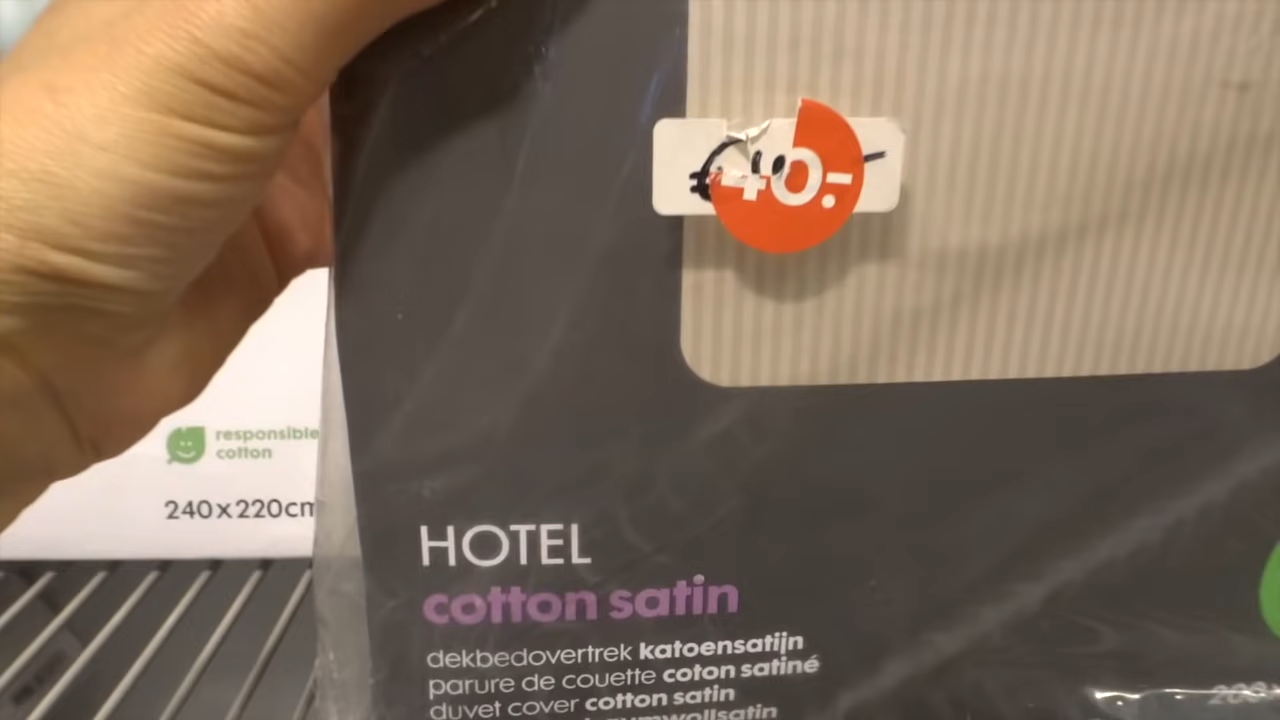 40.-
responsible
cotton
240x220cm
HOTEL
cotton satin
dekbedovertrek katoensatijn
parure de couette coton satiné
duvet cover cotton satin